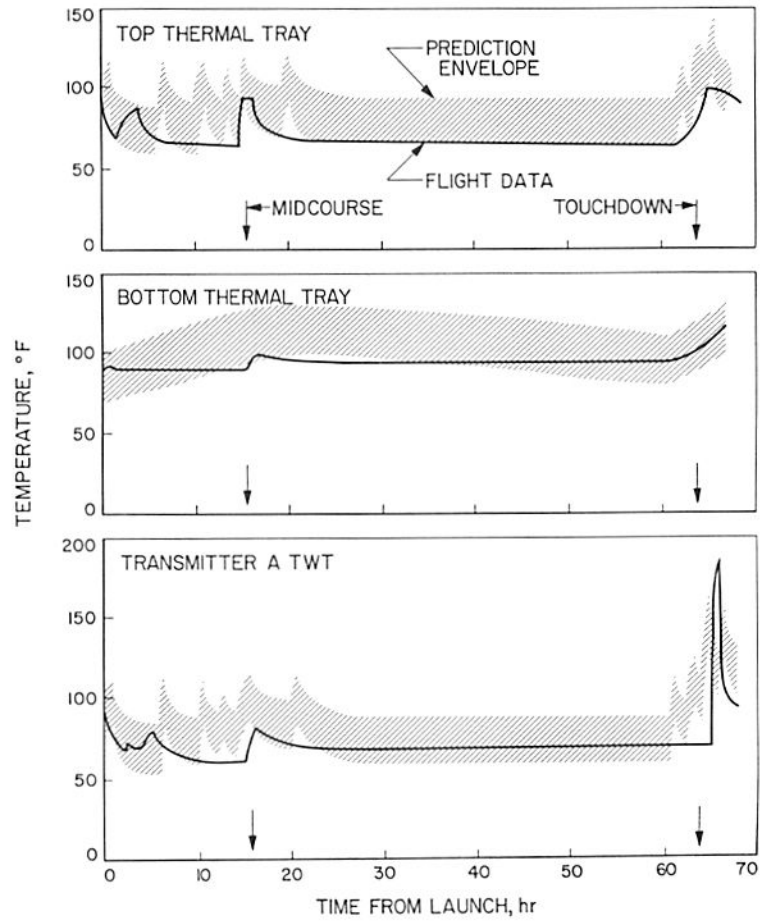 TOP THERMAL TRAY
PREDICTION
ENVELOPE
FLIGHT DATA
MIDCOURSE
TOUCHDOWN
150
100
50
0
BOTTOM THERMAL TRAY
150
100
50
0
TEMPERATURE, °F
TRANSMITTER A TWT
200
150
100
50
0
0 10 20 30 40 50 60 70
TIME FROM LAUNCH, hr